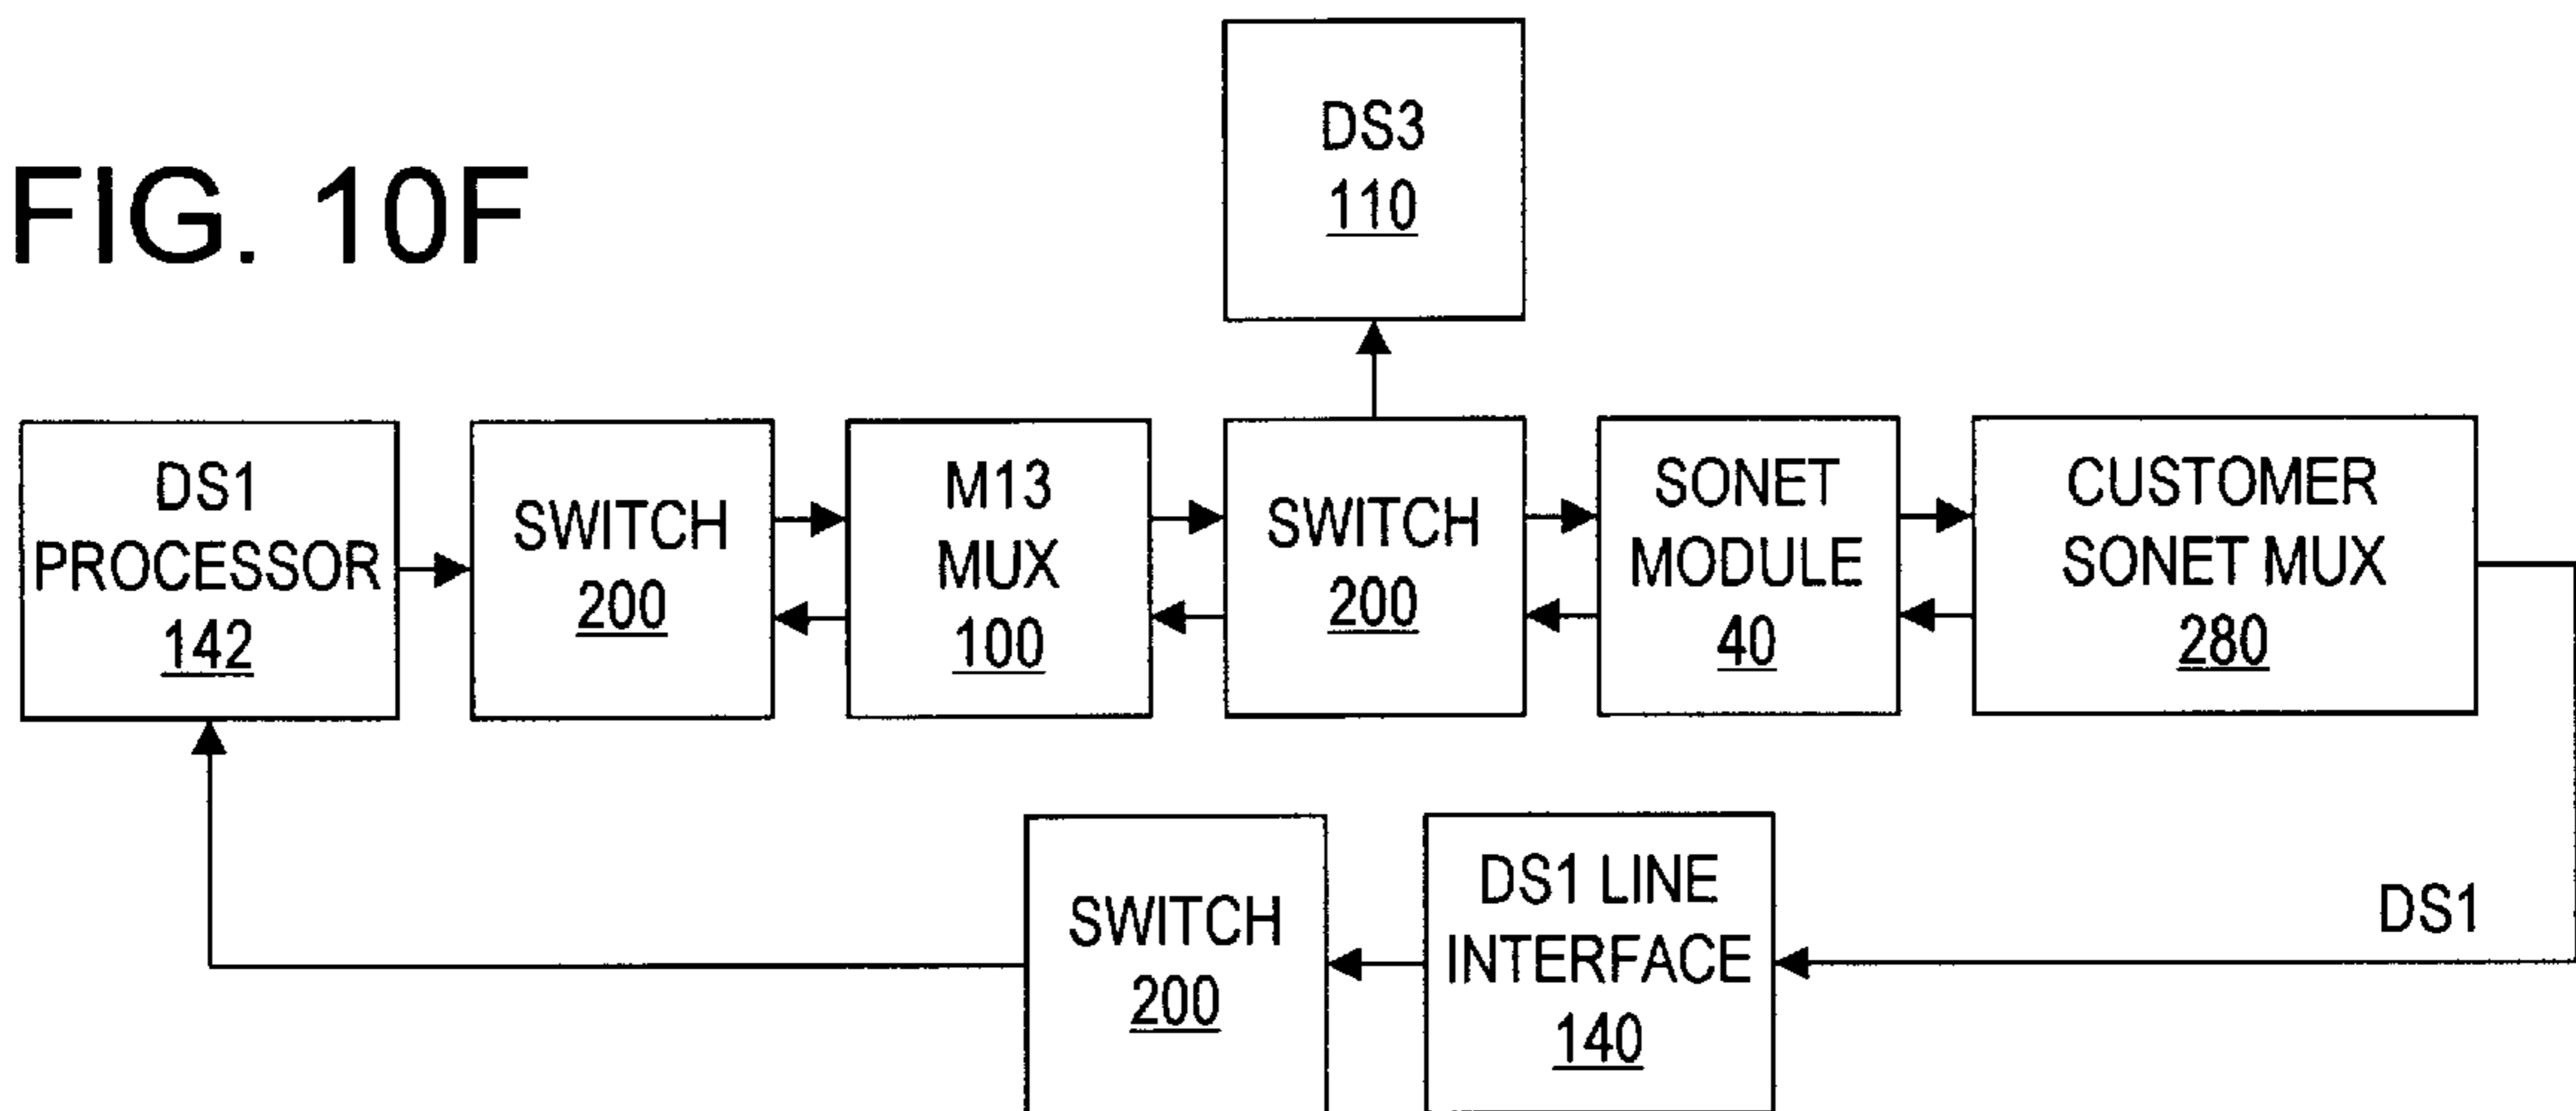 FIG. 10F
DS3
110
DS1
PROCESSOR
142
SWITCH
200
M13
MUX
100
SWITCH
200
SONET
MODULE
40
CUSTOMER
SONET MUX
280
SWITCH
200
DS1 LINE
INTERFACE
140
DS1